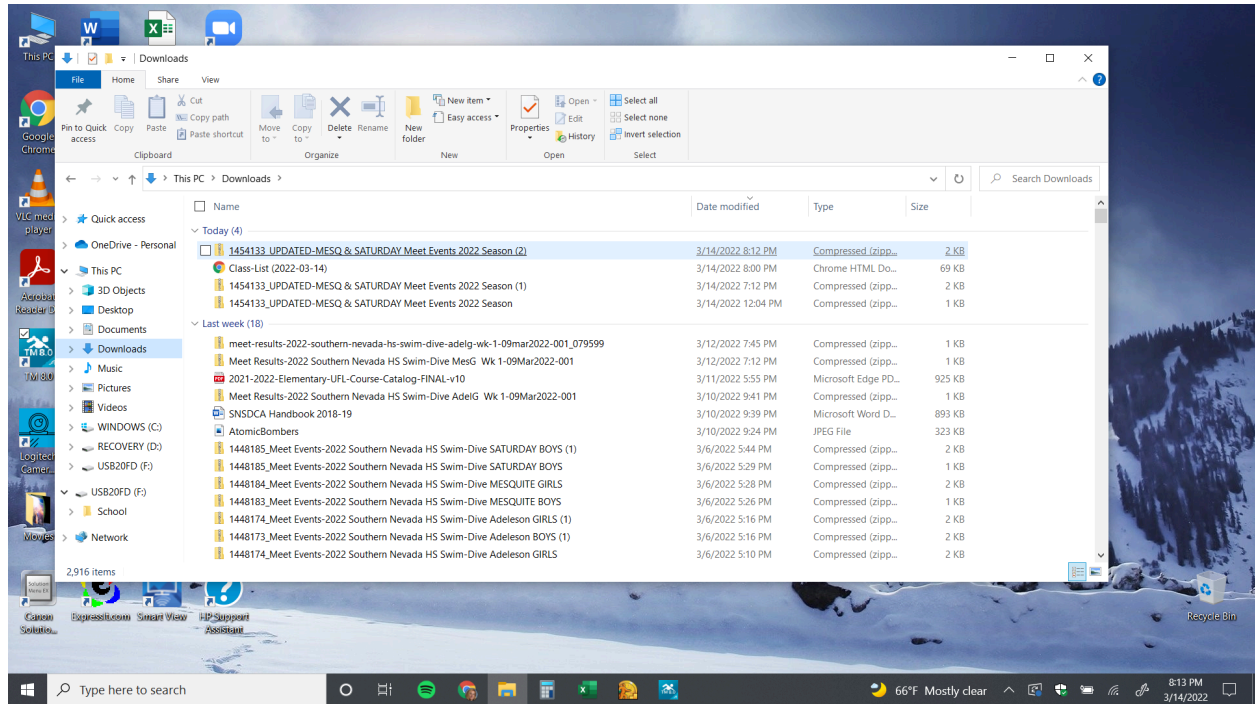 This PC
Downloads
File Home Share View
Pin to Quick access
Copy
Paste
Cut
Copy path
Paste shortcut
Move to
Copy to
Delete
Rename
New folder
New item
Easy access
Properties
Open
Edit
History
Select all
Select none
Invert selection
Clipboard Organize New Open Select
This PC > Downloads >
Search Downloads
Google Chrome
VLC med
player
Acrobat
Reader D
TM 8.0
TM 8.0
Logitech
Camer...
Movies
Quick access
OneDrive - Personal
This PC
3D Objects
Desktop
Documents
Downloads
Music
Pictures
Videos
WINDOWS (C:)
RECOVERY (D:)
USB20FD (F:)
USB20FD (F:)
School
Network
Name Date modified Type Size
Today (4)
1454133_UPDATED-MESQ & SATURDAY Meet Events 2022 Season (2) 3/14/2022 8:12 PM Compressed (zipp... 2 KB
Class-List (2022-03-14) 3/14/2022 8:00 PM Chrome HTML Do... 69 KB
1454133_UPDATED-MESQ & SATURDAY Meet Events 2022 Season (1) 3/14/2022 7:12 PM Compressed (zipp... 2 KB
1454133_UPDATED-MESQ & SATURDAY Meet Events 2022 Season 3/14/2022 12:04 PM Compressed (zipp... 1 KB
Last week (18)
meet-results-2022-southern-nevada-hs-swim-dive-adelg-wk-1-09mar2022-001_079599 3/12/2022 7:45 PM Compressed (zipp... 1 KB
Meet Results-2022 Southern Nevada HS Swim-Dive MesG Wk 1-09Mar2022-001 3/12/2022 7:12 PM Compressed (zipp... 1 KB
2021-2022-Elementary-UFL-Course-Catalog-FINAL-v10 3/11/2022 5:55 PM Microsoft Edge PD... 925 KB
Meet Results-2022 Southern Nevada HS Swim-Dive AdelG Wk 1-09Mar2022-001 3/10/2022 9:41 PM Compressed (zipp... 1 KB
SNSDCA Handbook 2018-19 3/10/2022 9:39 PM Microsoft Word D... 893 KB
AtomicBombers 3/10/2022 9:24 PM JPEG File 323 KB
1448185_Meet Events-2022 Southern Nevada HS Swim-Dive SATURDAY BOYS (1) 3/6/2022 5:44 PM Compressed (zipp... 2 KB
1448185_Meet Events-2022 Southern Nevada HS Swim-Dive SATURDAY BOYS 3/6/2022 5:29 PM Compressed (zipp... 1 KB
1448184_Meet Events-2022 Southern Nevada HS Swim-Dive MESQUITE GIRLS 3/6/2022 5:28 PM Compressed (zipp... 2 KB
1448183_Meet Events-2022 Southern Nevada HS Swim-Dive MESQUITE BOYS 3/6/2022 5:26 PM Compressed (zipp... 1 KB
1448174_Meet Events-2022 Southern Nevada HS Swim-Dive Adeleson GIRLS (1) 3/6/2022 5:16 PM Compressed (zipp... 2 KB
1448173_Meet Events-2022 Southern Nevada HS Swim-Dive Adeleson BOYS (1) 3/6/2022 5:16 PM Compressed (zipp... 2 KB
1448174_Meet Events-2022 Southern Nevada HS Swim-Dive Adeleson GIRLS 3/6/2022 5:10 PM Compressed (zipp... 2 KB
2,916 items
Solution
Menu EX
Canon
Solutio...
Expressit.com
Smart View
HP Support
Assistant
Recycle Bin
Type here to search
66°F Mostly clear
8:13 PM
3/14/2022